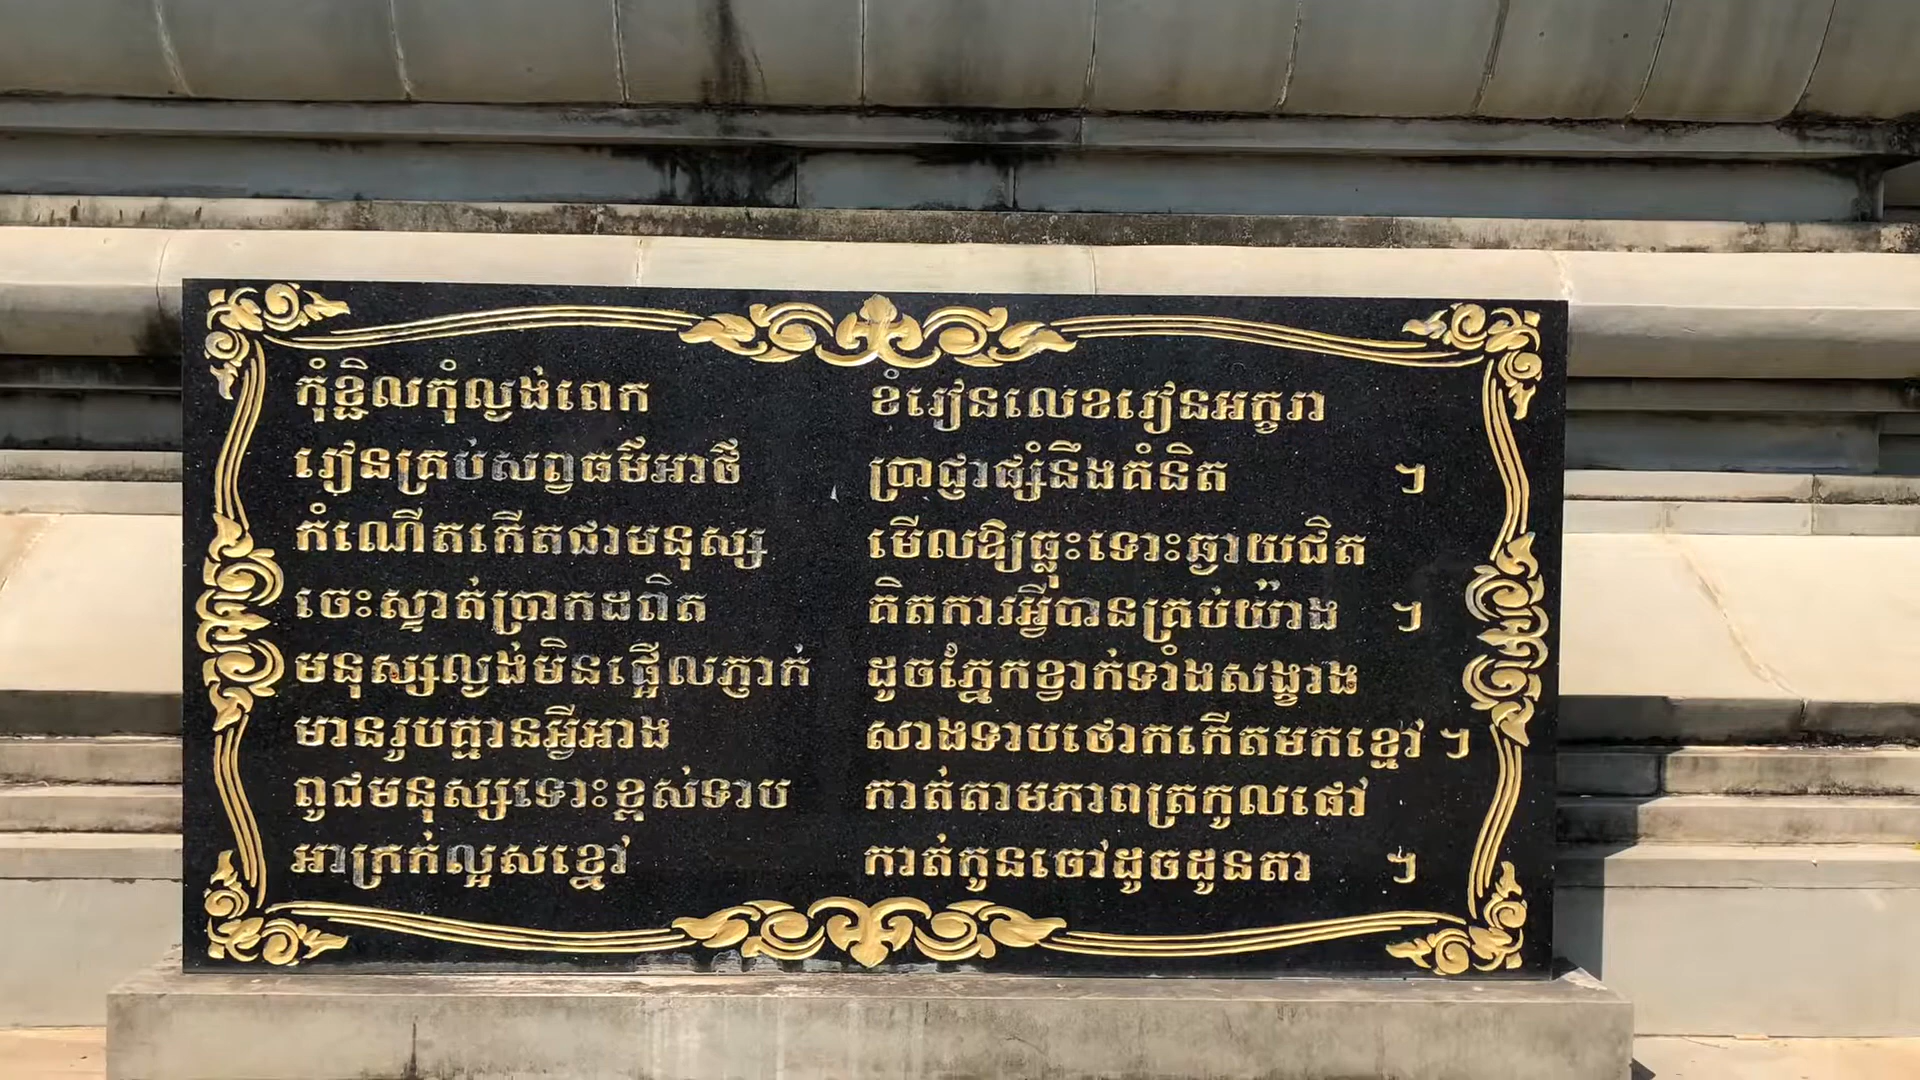 កុំខ្ជិលកុំល្ងង់ពេក ខំរៀនលេខរៀនអក្ខរា
រៀនគ្រប់សព្វធម៌អាថ៌ ប្រាជ្ញាផ្សំនឹងគំនិត ។
កំណើតកើតជាមនុស្ស មើលឱ្យធ្លុះទោះឆ្ងាយជិត
ចេះស្ទាត់ប្រាកដពិត គិតការអ្វីបានគ្រប់យ៉ាង ។
មនុស្សល្ងង់មិនផ្អើលភ្ញាក់ ដូចភ្នែកខ្វាក់ទាំងសង្ខាង
មានរូបគ្មានអ្វីអាង សាងទាបថោកកើតមកខ្មៅ ។
ពូជមនុស្សទោះខ្ពស់ទាប កាត់តាមភាពត្រកូលផៅ
អាក្រក់ល្អសខ្នៅ កាត់កូនចៅដូចដូនតា ។